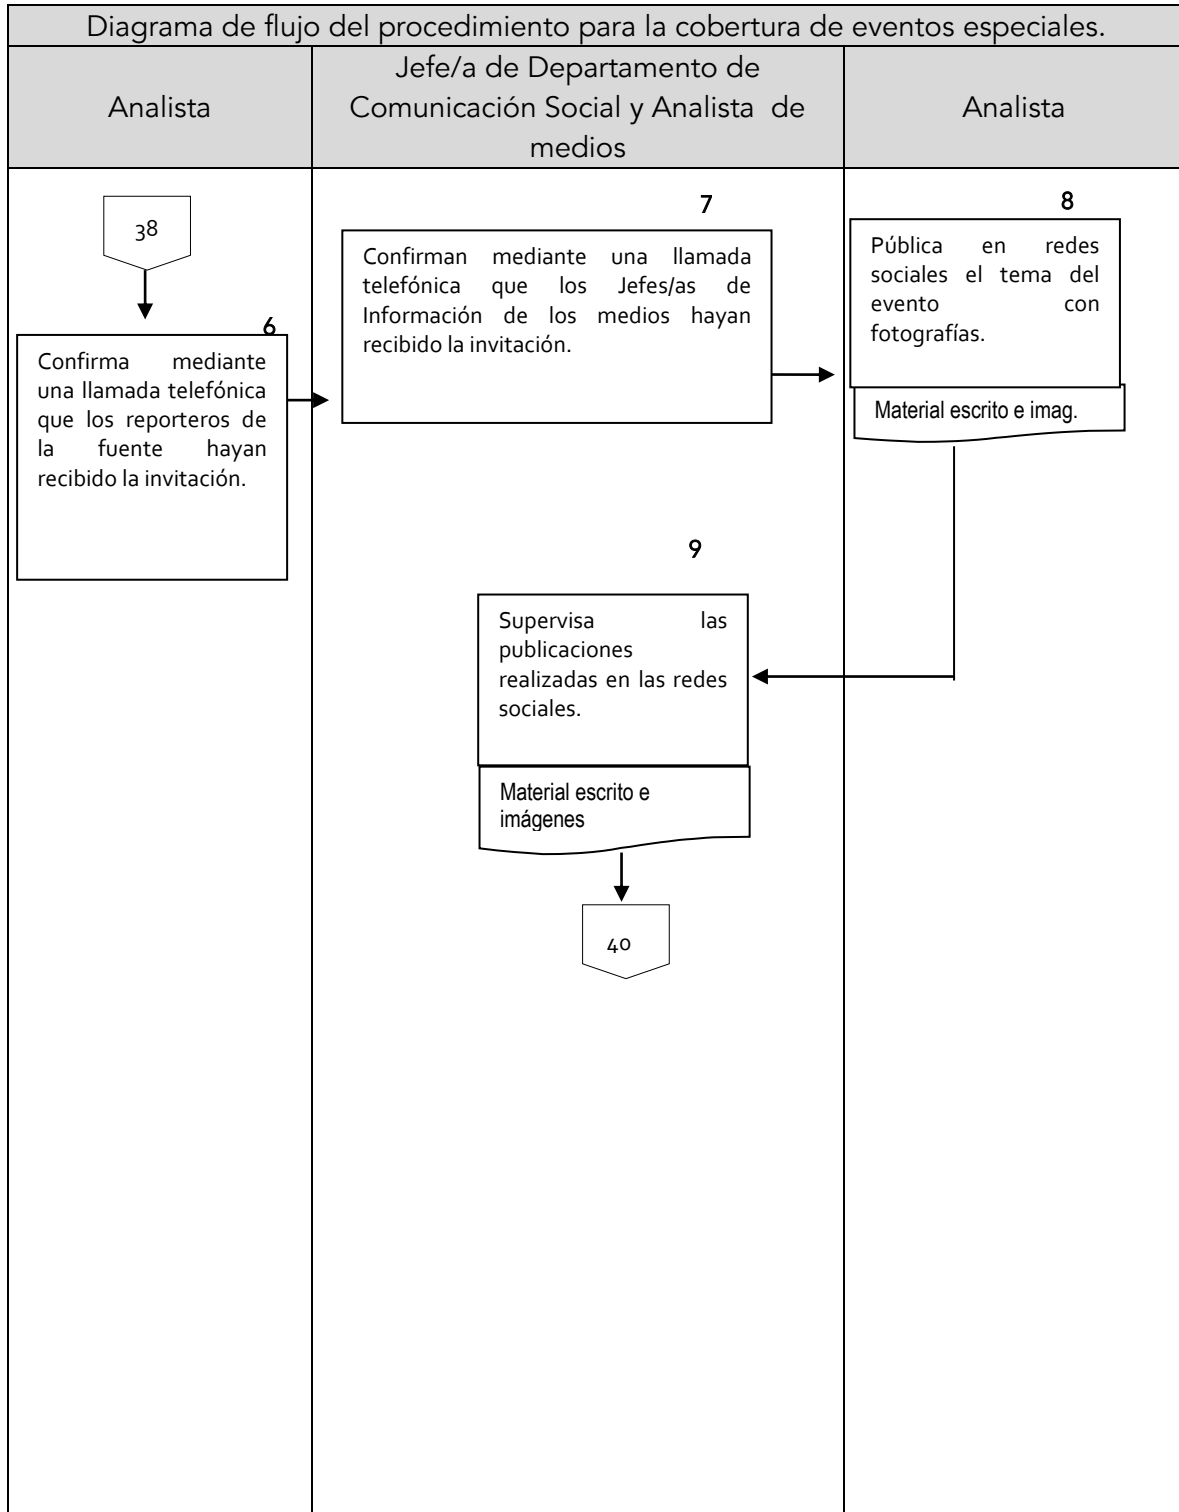 Diagrama de flujo del procedimiento para la cobertura de eventos especiales.
Analista
Jefe/a de Departamento de
Comunicación Social y Analista de
medios
Analista
38
6
Confirma mediante
una llamada telefónica
que los reporteros de
la fuente hayan
recibido la invitación.
7
Confirman mediante una llamada
telefónica que los Jefes/as de
Información de los medios hayan
recibido la invitación.
8
Pública en redes
sociales el tema del
evento con
fotografías.
Material escrito e imag.
9
Supervisa las
publicaciones
realizadas en las redes
sociales.
Material escrito e
imágenes
40